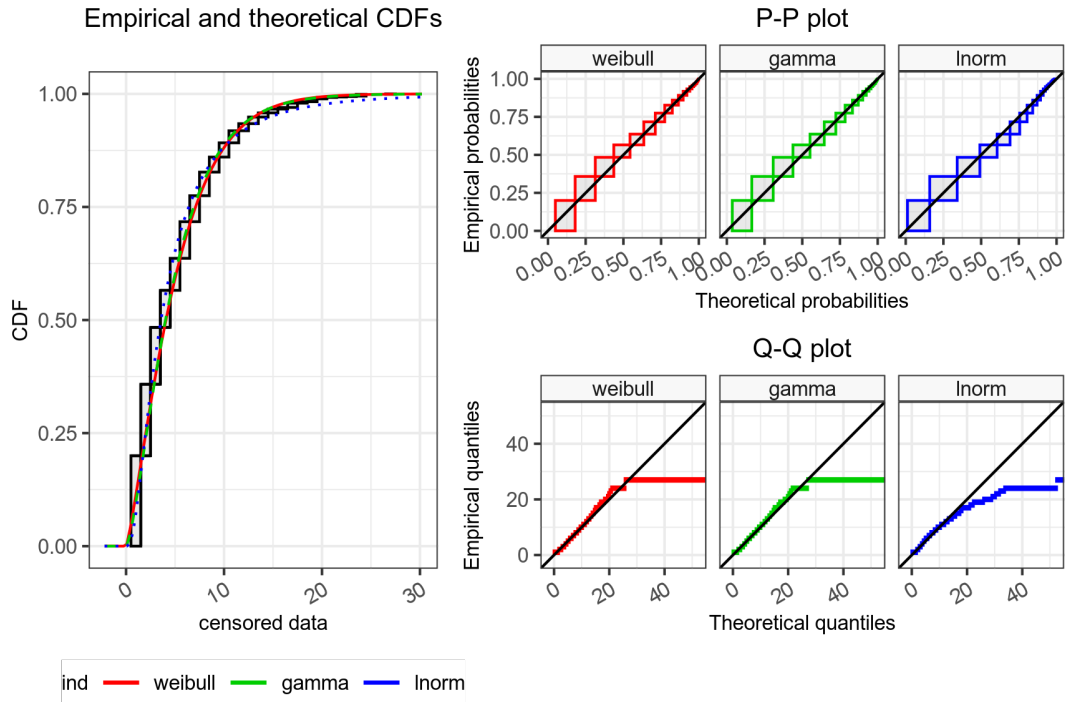 Empirical and theoretical CDFs
CDF
1.00
0.75
0.50
0.25
0.00
0 10 20 30
censored data
ind weibull gamma lnorm
P-P plot
weibull gamma lnorm
Empirical probabilities
1.00
0.75
0.50
0.25
0.00
0.00 0.25 0.50 0.75 1.00 0.00 0.25 0.50 0.75 1.00 0.00 0.25 0.50 0.75 1.00
Theoretical probabilities
Q-Q plot
weibull gamma lnorm
Empirical quantiles
40
20
0
0 20 40 0 20 40 0 20 40
Theoretical quantiles